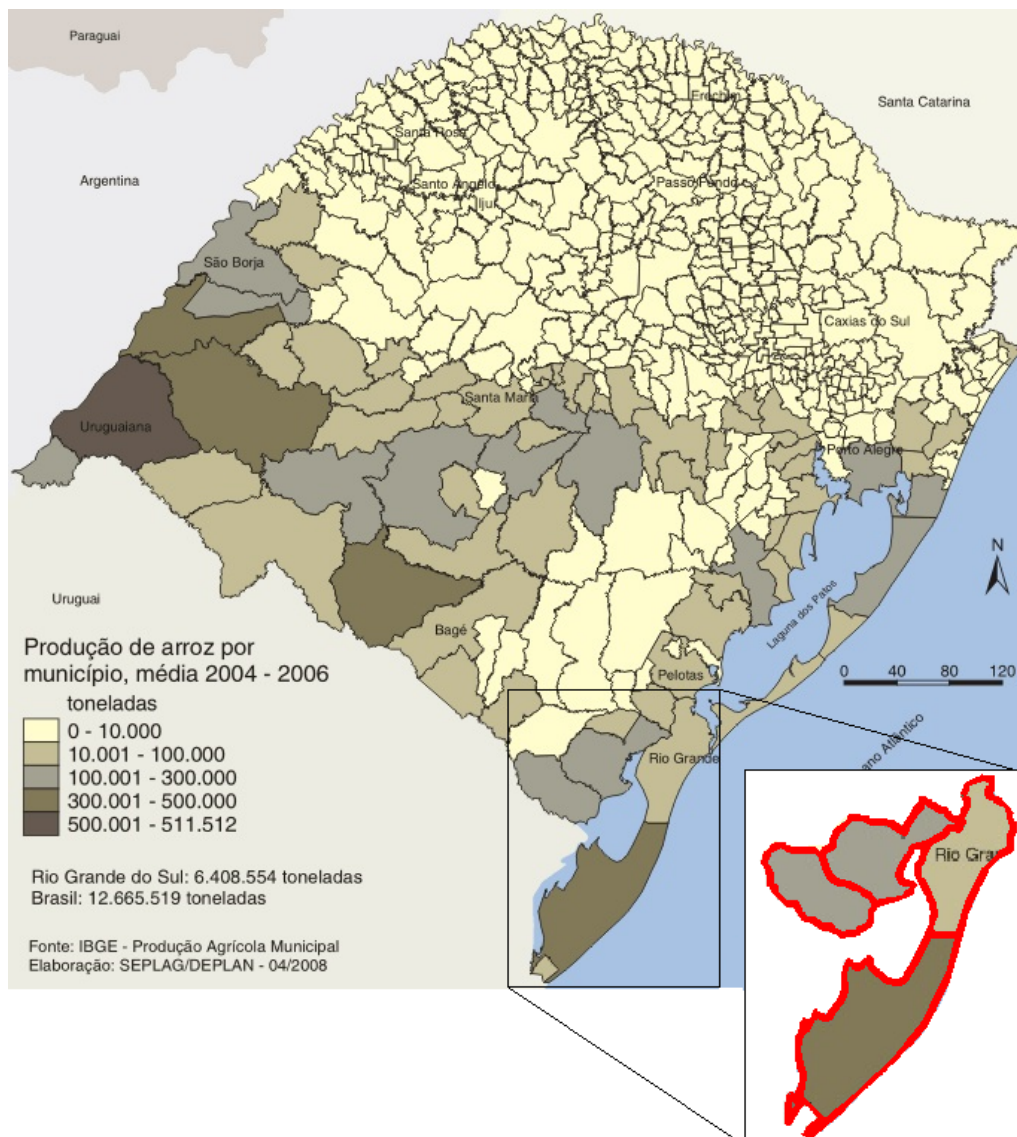 Paraguai
Santa Catarina
Erechim
Santa Rosa
Argentina
Santo Angelo
Passo Fundo
Ijuí
São Borja
Caxias do Sul
Santa Maria
Uruguaiana
Porto Alegre
N
Uruguai
Laguna dos Patos
Bagé
Produção de arroz por
município, média 2004 - 2006
toneladas
0 - 10.000
10.001 - 100.000
100.001 - 300.000
300.001 - 500.000
500.001 - 511.512
Pelotas
0 40 80 120
ano Atlântico
Rio Grande
Rio Gra
Rio Grande do Sul: 6.408.554 toneladas
Brasil: 12.665.519 toneladas
Fonte: IBGE - Produção Agrícola Municipal
Elaboração: SEPLAG/DEPLAN - 04/2008